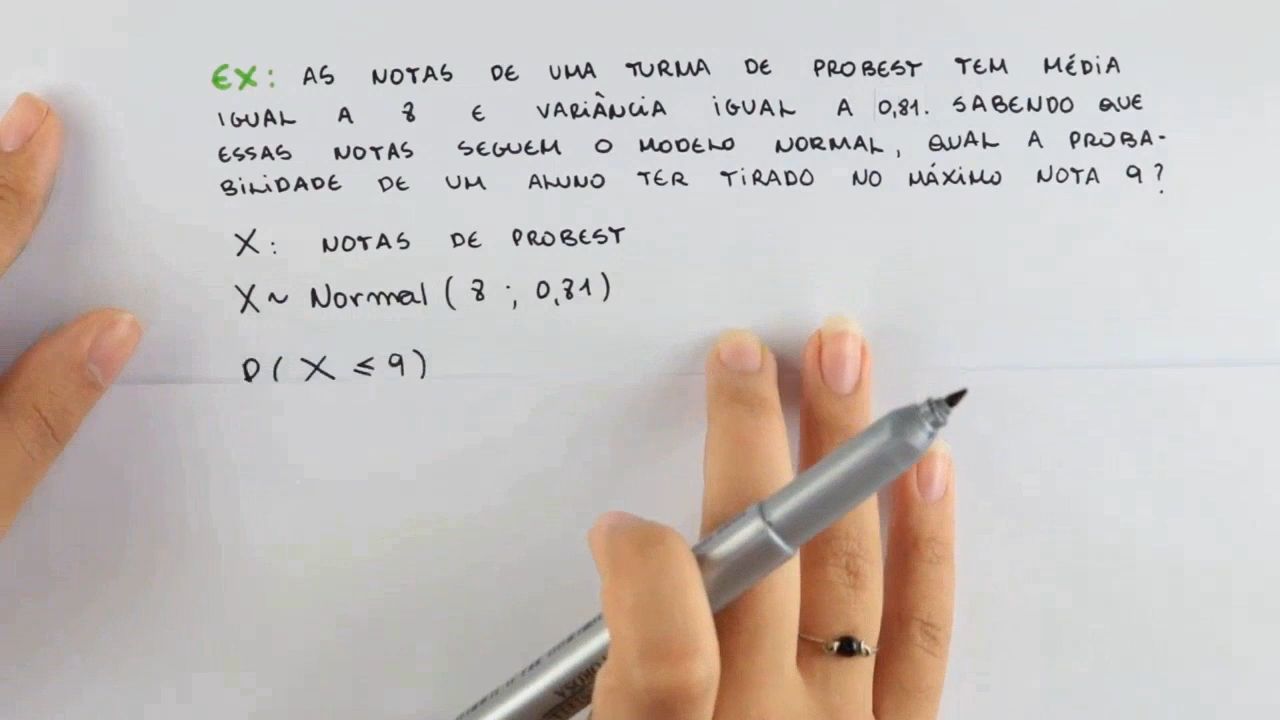 EX: AS NOTAS DE UMA TURMA DE PROBEST TEM MÉDIA
IGUAL A 8 E VARIÂNCIA IGUAL A 0,81. SABENDO QUE
ESSAS NOTAS SEGUEM O MODELO NORMAL, QUAL A PROBA-
BILIDADE DE UM ALUNO TER TIRADO NO MÁXIMO NOTA 9?
X: NOTAS DE PROBEST
X ~ Normal ( 8 ; 0,81 )
P( X ≤ 9 )